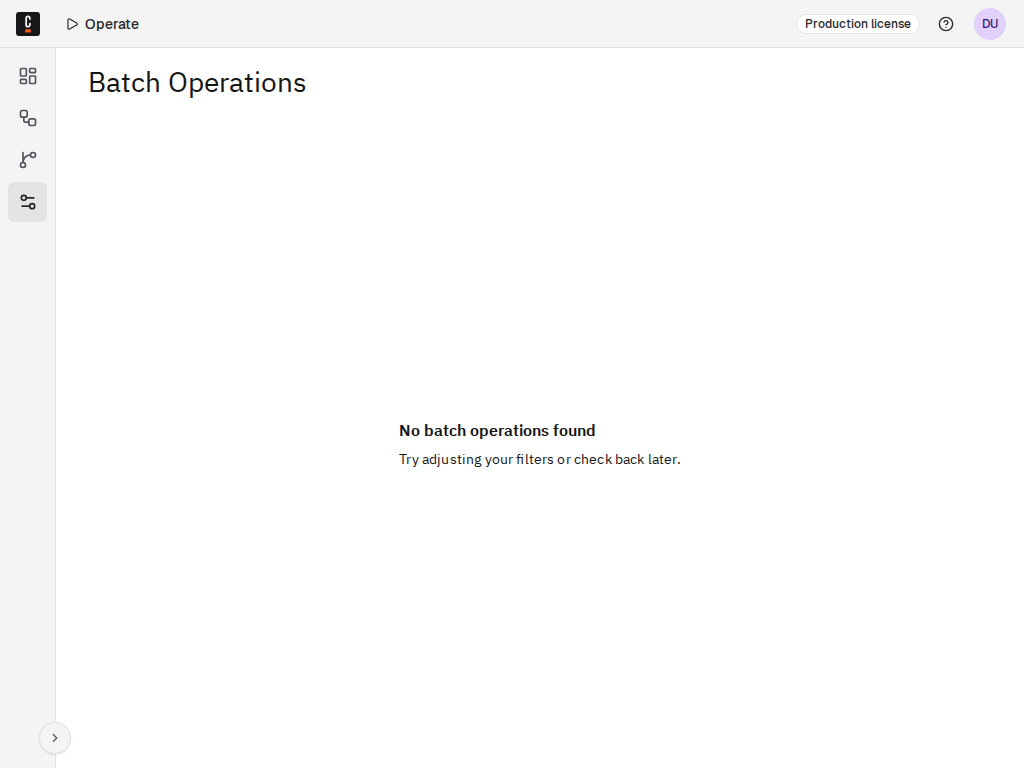 C
Operate
Production license
DU
Batch Operations
No batch operations found
Try adjusting your filters or check back later.